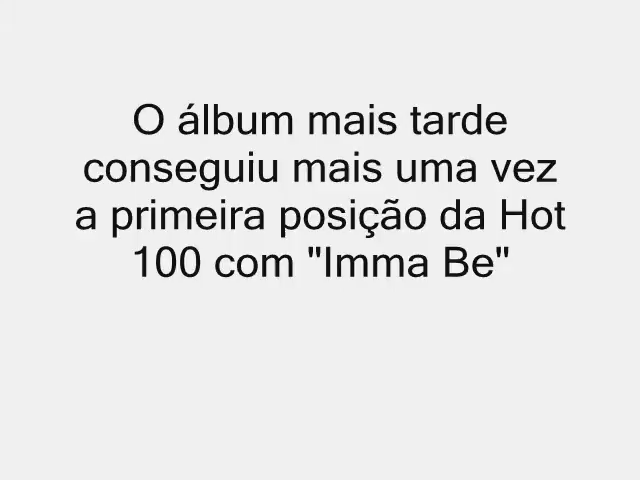 O álbum mais tarde
conseguiu mais uma vez
a primeira posição da Hot
100 com "Imma Be"